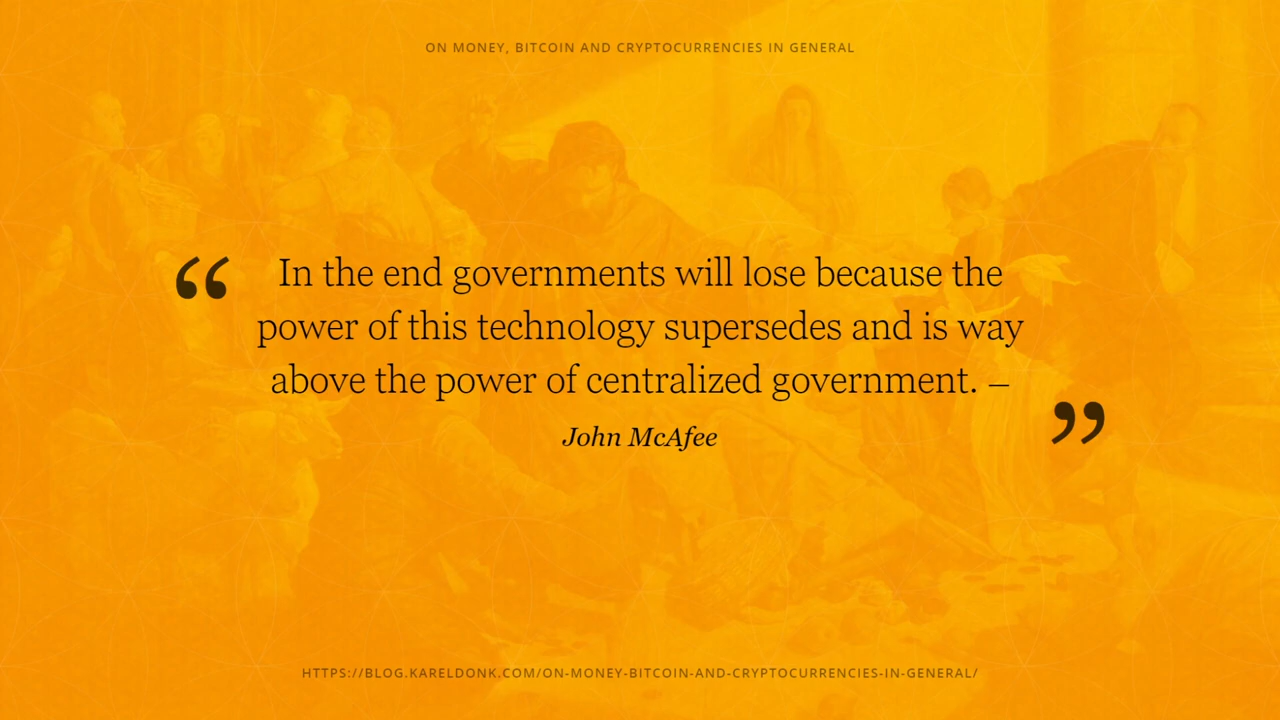 ON MONEY, BITCOIN AND CRYPTOCURRENCIES IN GENERAL
“ In the end governments will lose because the
power of this technology supersedes and is way
above the power of centralized government. –
John McAfee ”
HTTPS://BLOG.KARELDONK.COM/ON-MONEY-BITCOIN-AND-CRYPTOCURRENCIES-IN-GENERAL/